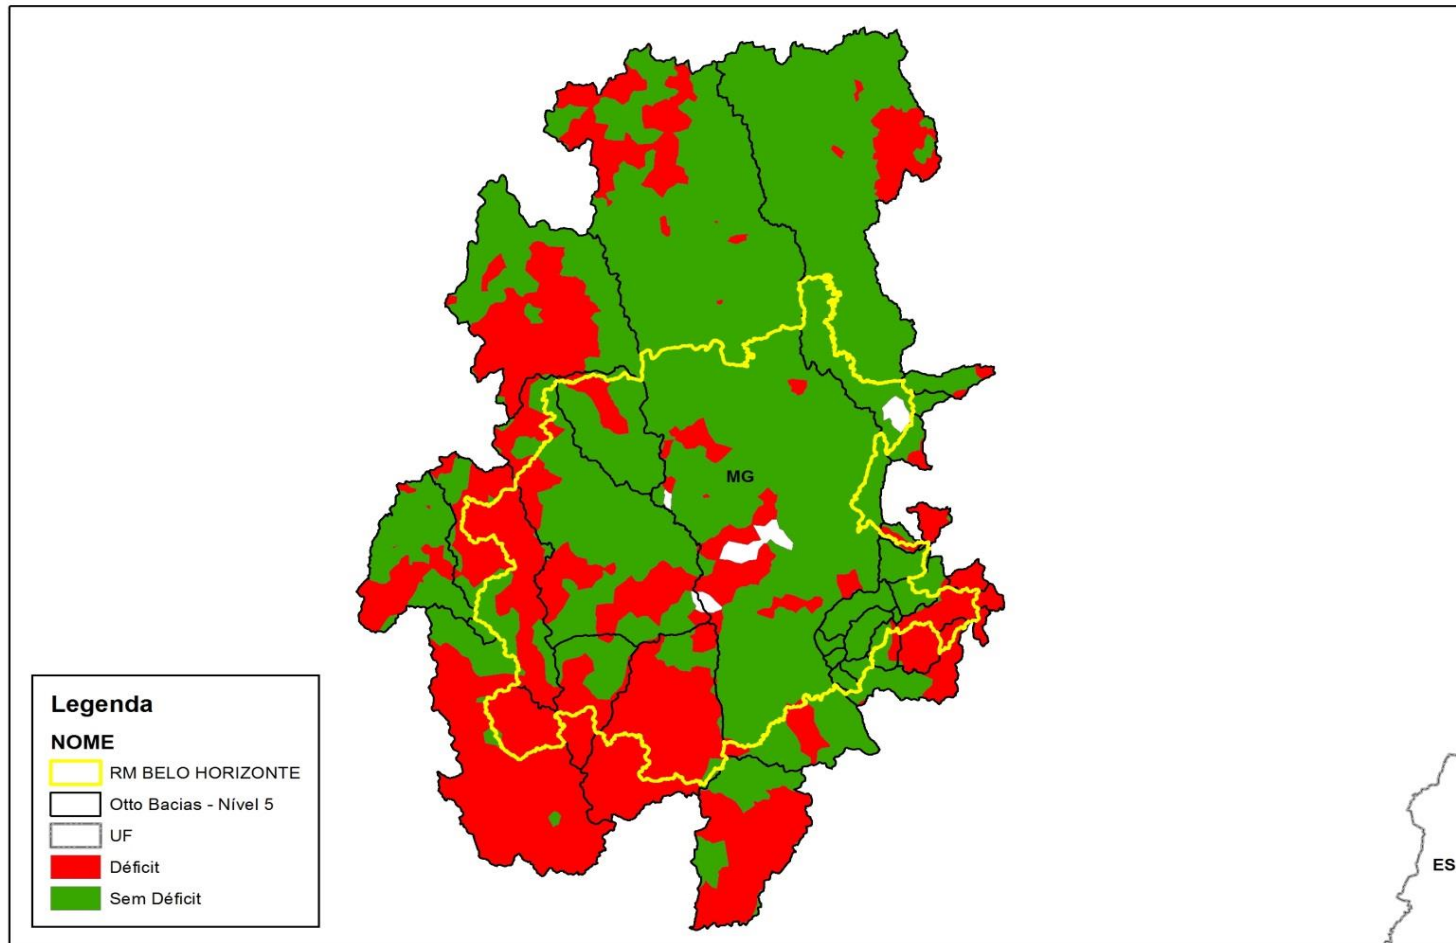 MG
Legenda
NOME
RM BELO HORIZONTE
Otto Bacias - Nível 5
UF
Déficit
Sem Déficit
ES